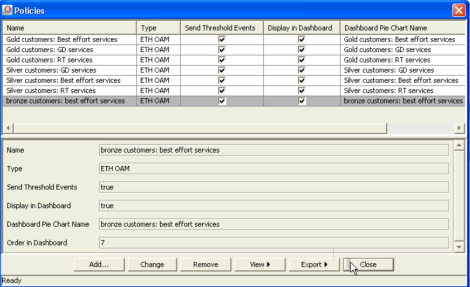 Policies
Name Type Send Threshold Events Display in Dashboard Dashboard Pie Chart Name
Gold customers: Best effort services ETH OAM Gold customers: Best effort services
Gold customers: GD services ETH OAM Gold customers: GD services
Gold customers: RT services ETH OAM Gold customers: RT services
Silver customers: GD services ETH OAM Silver customers: GD services
Silver customers: Best effort services ETH OAM Silver customers: Best effort services
Silver customers: RT services ETH OAM Silver customers: RT services
bronze customers: best effort services ETH OAM bronze customers: best effort services
Name bronze customers: best effort services
Type ETH OAM
Send Threshold Events true
Display in Dashboard true
Dashboard Pie Chart Name bronze customers: best effort services
Order in Dashboard 7
Add... Change Remove View Export Close
Ready